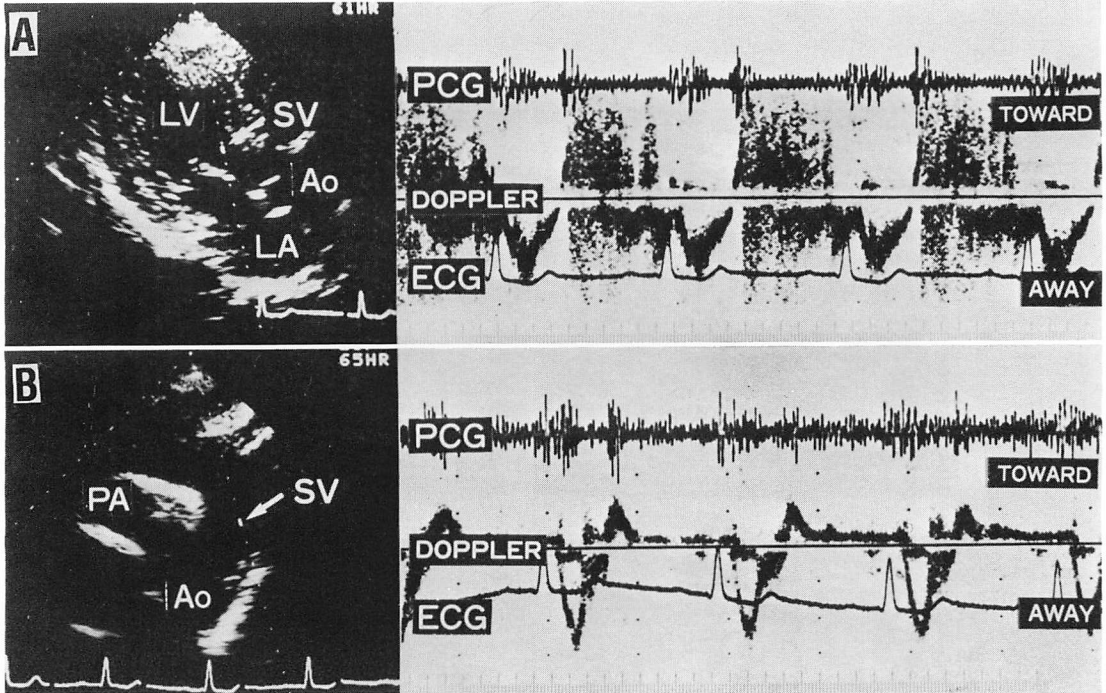 A
61HR
LV
SV
Ao
LA
PCG
TOWARD
DOPPLER
ECG
AWAY
B
65HR
PA
SV
Ao
PCG
TOWARD
DOPPLER
ECG
AWAY